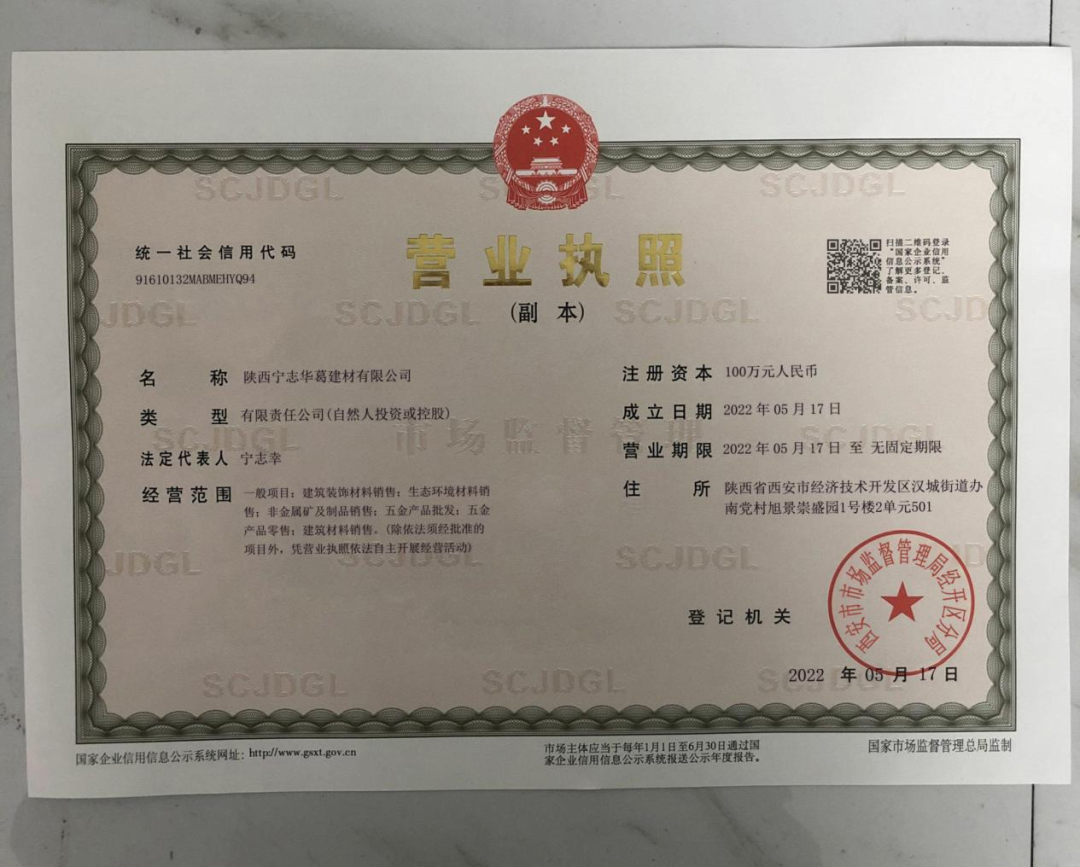 统一社会信用代码
91610132MABMEHYQ94
营业执照
(副 本)
扫描二维码登录
“国家企业信用
信息公示系统”
了解更多登记、
备案、许可、监
管信息。
名 称 陕西宁志华葛建材有限公司
类 型 有限责任公司(自然人投资或控股)
法定代表人 宁志幸
经营范围 一般项目：建筑装饰材料销售；生态环境材料销
售；非金属矿及制品销售；五金产品批发；五金
产品零售；建筑材料销售。(除依法须经批准的
项目外，凭营业执照依法自主开展经营活动)
注册资本 100万元人民币
成立日期 2022年05月17日
营业期限 2022年05月17日 至 无固定期限
住 所 陕西省西安市经济技术开发区汉城街道办
南党村旭景崇盛园1号楼2单元501
登记机关
西安市市场监督管理局经开区分局
2022 年 05 月 17 日
国家企业信用信息公示系统网址：http://www.gsxt.gov.cn
市场主体应当于每年1月1日至6月30日通过国
家企业信用信息公示系统报送公示年度报告。
国家市场监督管理总局监制
SCJDGL
市场监督管理